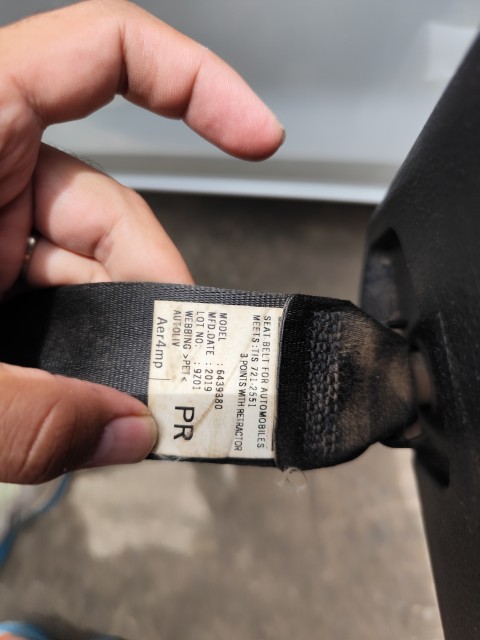 SEAT BELT FOR AUTOMOBILES
MEETS:TIS 721,2551
3 POINTS WITH RETRACTOR
MODEL : 6439380
MFD.DATE : 2019
LOT NO. : 9201
WEBBING >PET<
AUTOLIV
Aer4mp
PR